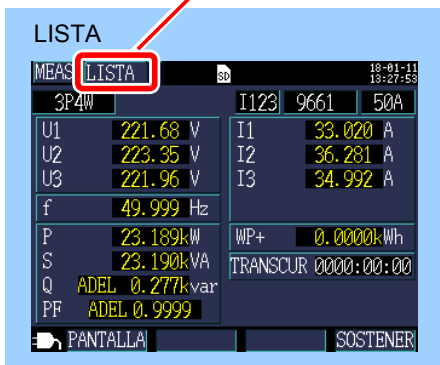 LISTA
MEAS LISTA SD 18-01-11
13:27:53
3P4W I123 9661 50A
U1 221.68 V I1 33.020 A
U2 223.35 V I2 36.281 A
U3 221.96 V I3 34.992 A
f 49.999 Hz
P 23.189kW WP+ 0.0000kWh
S 23.190kVA TRANSCUR 0000:00:00
Q ADEL 0.277kvar
PF ADEL 0.9999
PANTALLA SOSTENER